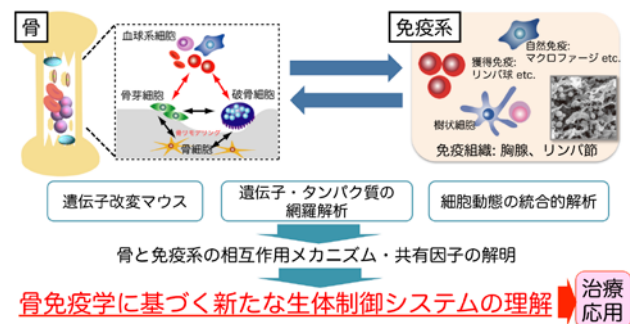 骨
血球系細胞
骨芽細胞
破骨細胞
骨リモデリング
骨細胞
免疫系
自然免疫:
マクロファージ etc.
獲得免疫:
リンパ球 etc.
樹状細胞
免疫組織: 胸腺、リンパ節
遺伝子改変マウス
遺伝子・タンパク質の
網羅解析
細胞動態の統合的解析
骨と免疫系の相互作用メカニズム・共有因子の解明
骨免疫学に基づく新たな生体制御システムの理解
治療
応用